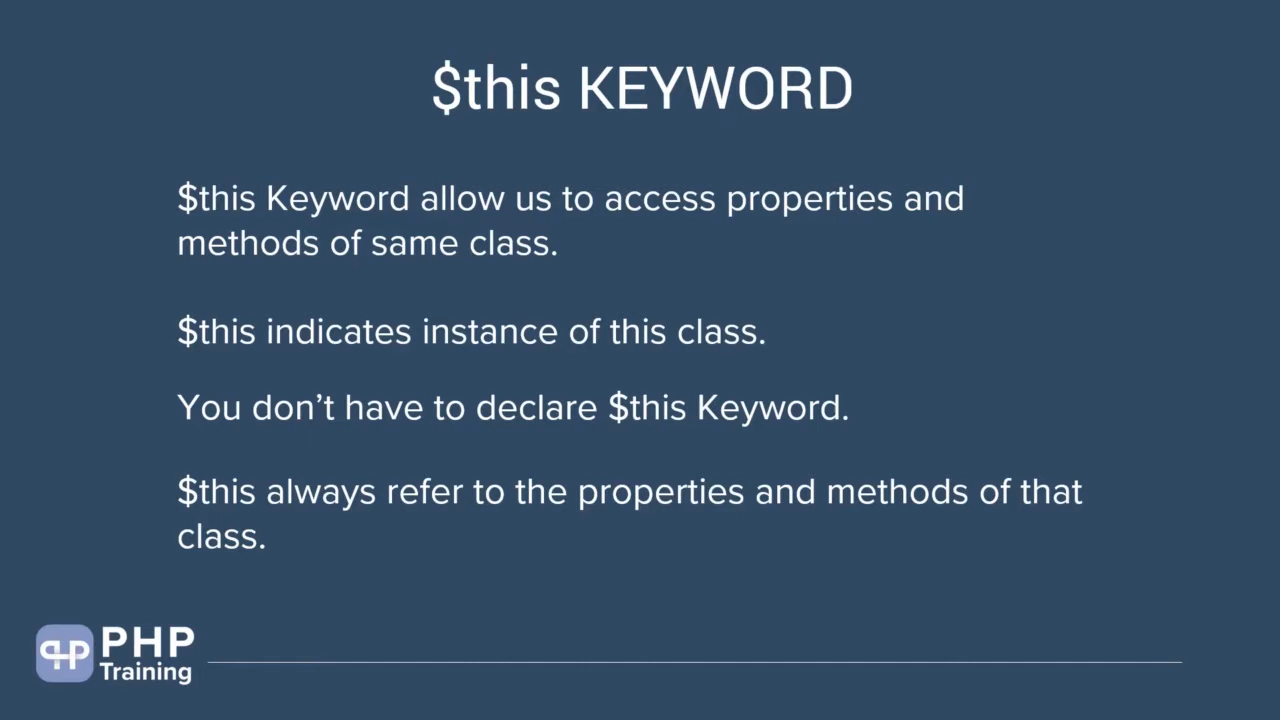 $this KEYWORD
$this Keyword allow us to access properties and
methods of same class.
$this indicates instance of this class.
You don’t have to declare $this Keyword.
$this always refer to the properties and methods of that
class.
PHP
PHP
Training